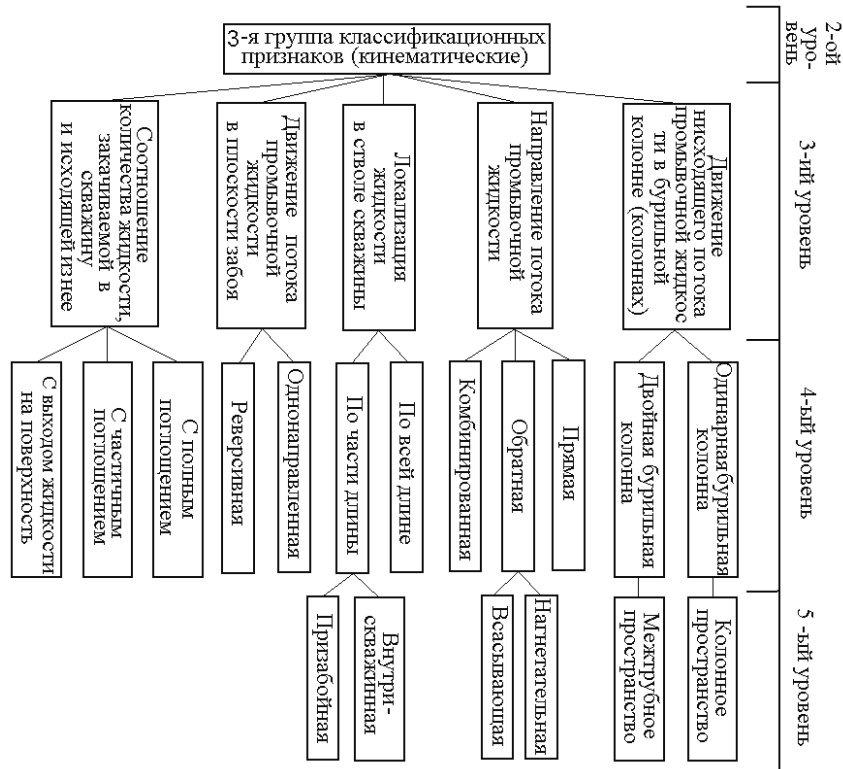 2-ой
уро-
вень
3-я группа классификационных
признаков (кинематические)
3-ий уровень
Соотношение
количества жидкости,
закачиваемой в
скважину
и исходящей из нее
Движение потока
промывочной
жидкости
в плоскости забоя
Локализация
жидкости
в стволе скважины
Направление потока
промывочной
жидкости
Движение
нисходящего потока
промывочной жидкос
ти в бурильной
колонне (колоннах)
4-ый уровень
С выходом жидкости
на поверхность
С частичным
поглощением
С полным
поглощением
Реверсивная
Однонаправленная
По части длины
По всей длине
Комбинированная
Обратная
Прямая
Двойная бурильная
колонна
Одинарная бурильная
колонна
5 -ый уровень
Призабойная
Внутри-
скважинная
Всасывающая
Нагнетательная
Межтрубное
пространство
Колонное
пространство